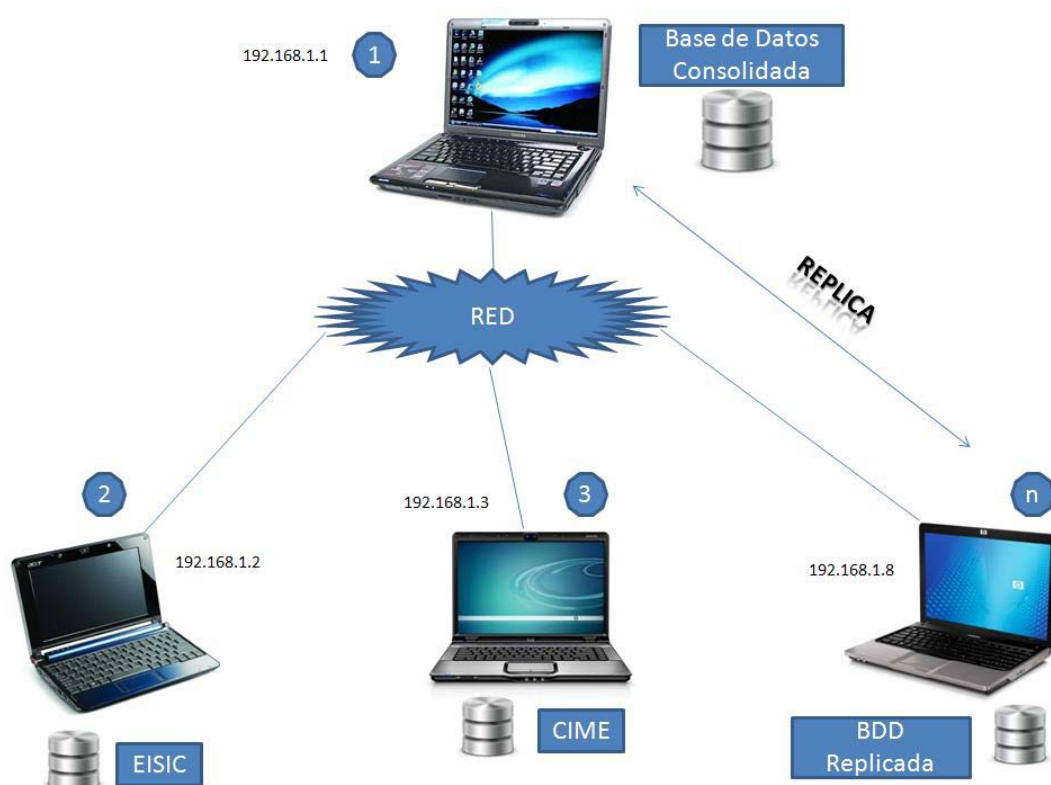 192.168.1.1
1
Base de Datos
Consolidada
REPLICA
RED
2
192.168.1.2
192.168.1.3
3
n
192.168.1.8
EISIC
CIME
BDD
Replicada